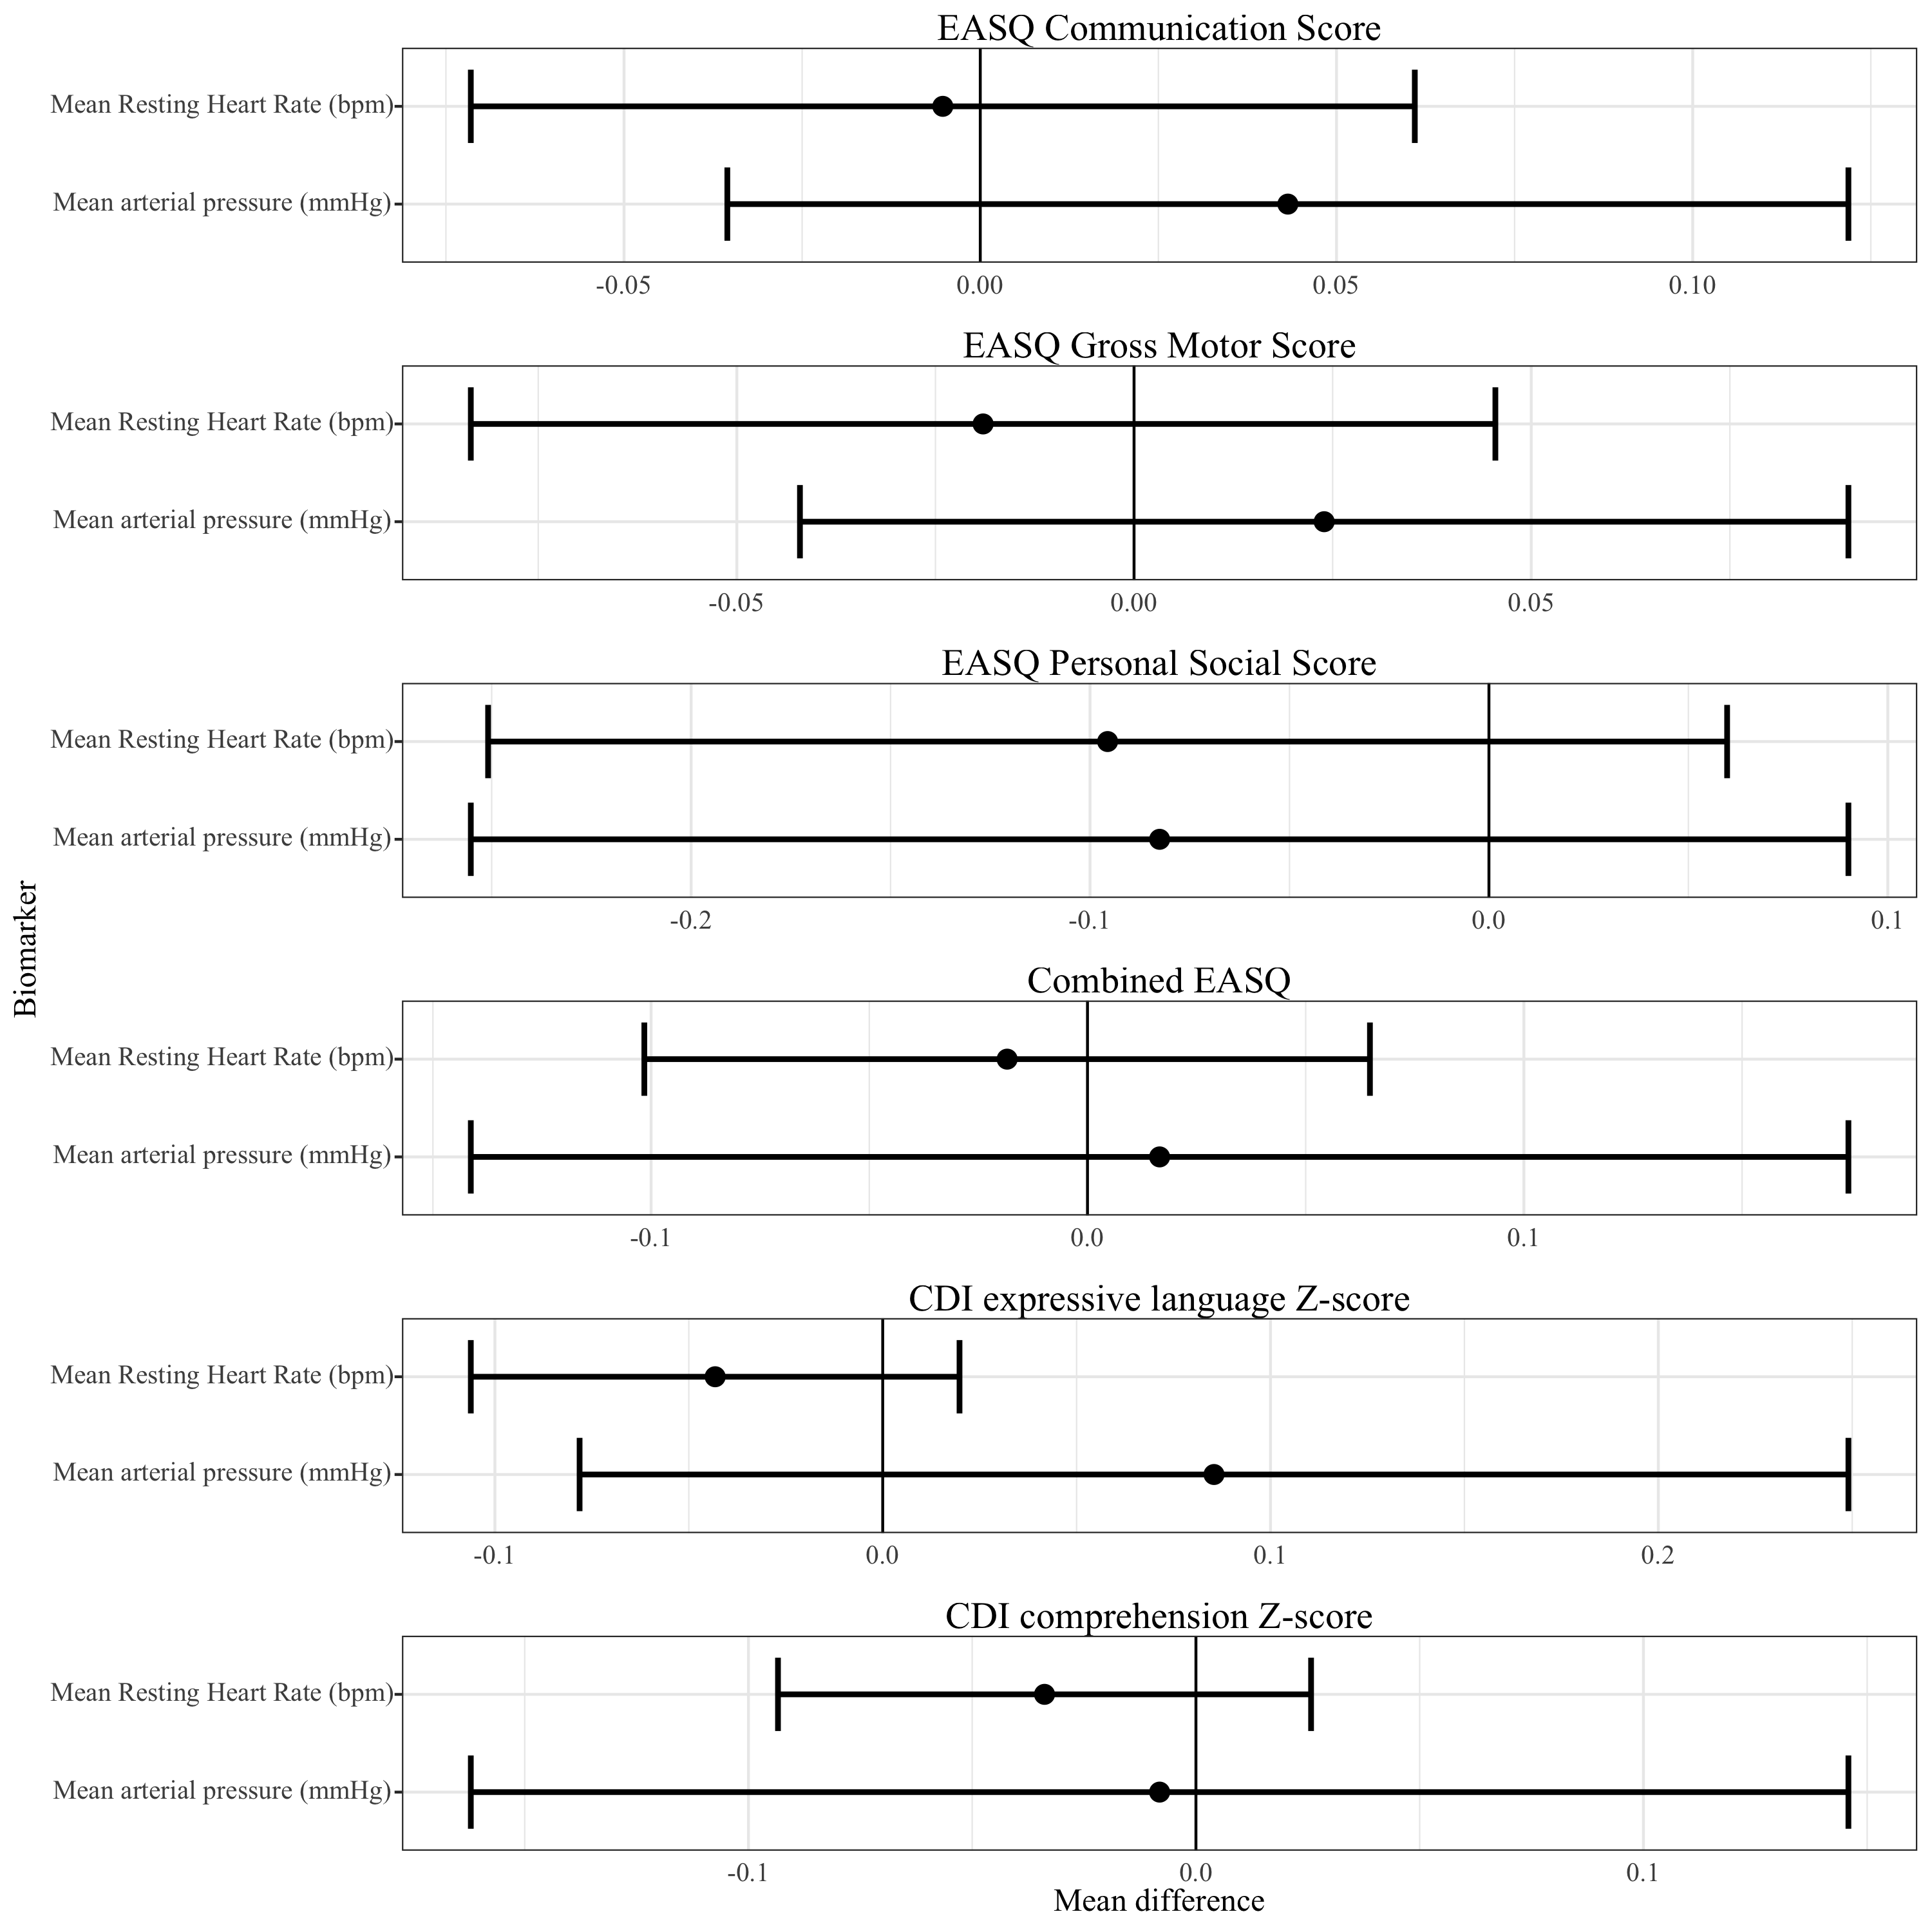 EASQ Communication Score
Mean Resting Heart Rate (bpm)
Mean arterial pressure (mmHg)
-0.05 0.00 0.05 0.10
EASQ Gross Motor Score
Mean Resting Heart Rate (bpm)
Mean arterial pressure (mmHg)
-0.05 0.00 0.05
EASQ Personal Social Score
Mean Resting Heart Rate (bpm)
Mean arterial pressure (mmHg)
-0.2 -0.1 0.0 0.1
Biomarker
Combined EASQ
Mean Resting Heart Rate (bpm)
Mean arterial pressure (mmHg)
-0.1 0.0 0.1
CDI expressive language Z-score
Mean Resting Heart Rate (bpm)
Mean arterial pressure (mmHg)
-0.1 0.0 0.1 0.2
CDI comprehension Z-score
Mean Resting Heart Rate (bpm)
Mean arterial pressure (mmHg)
-0.1 0.0 0.1
Mean difference